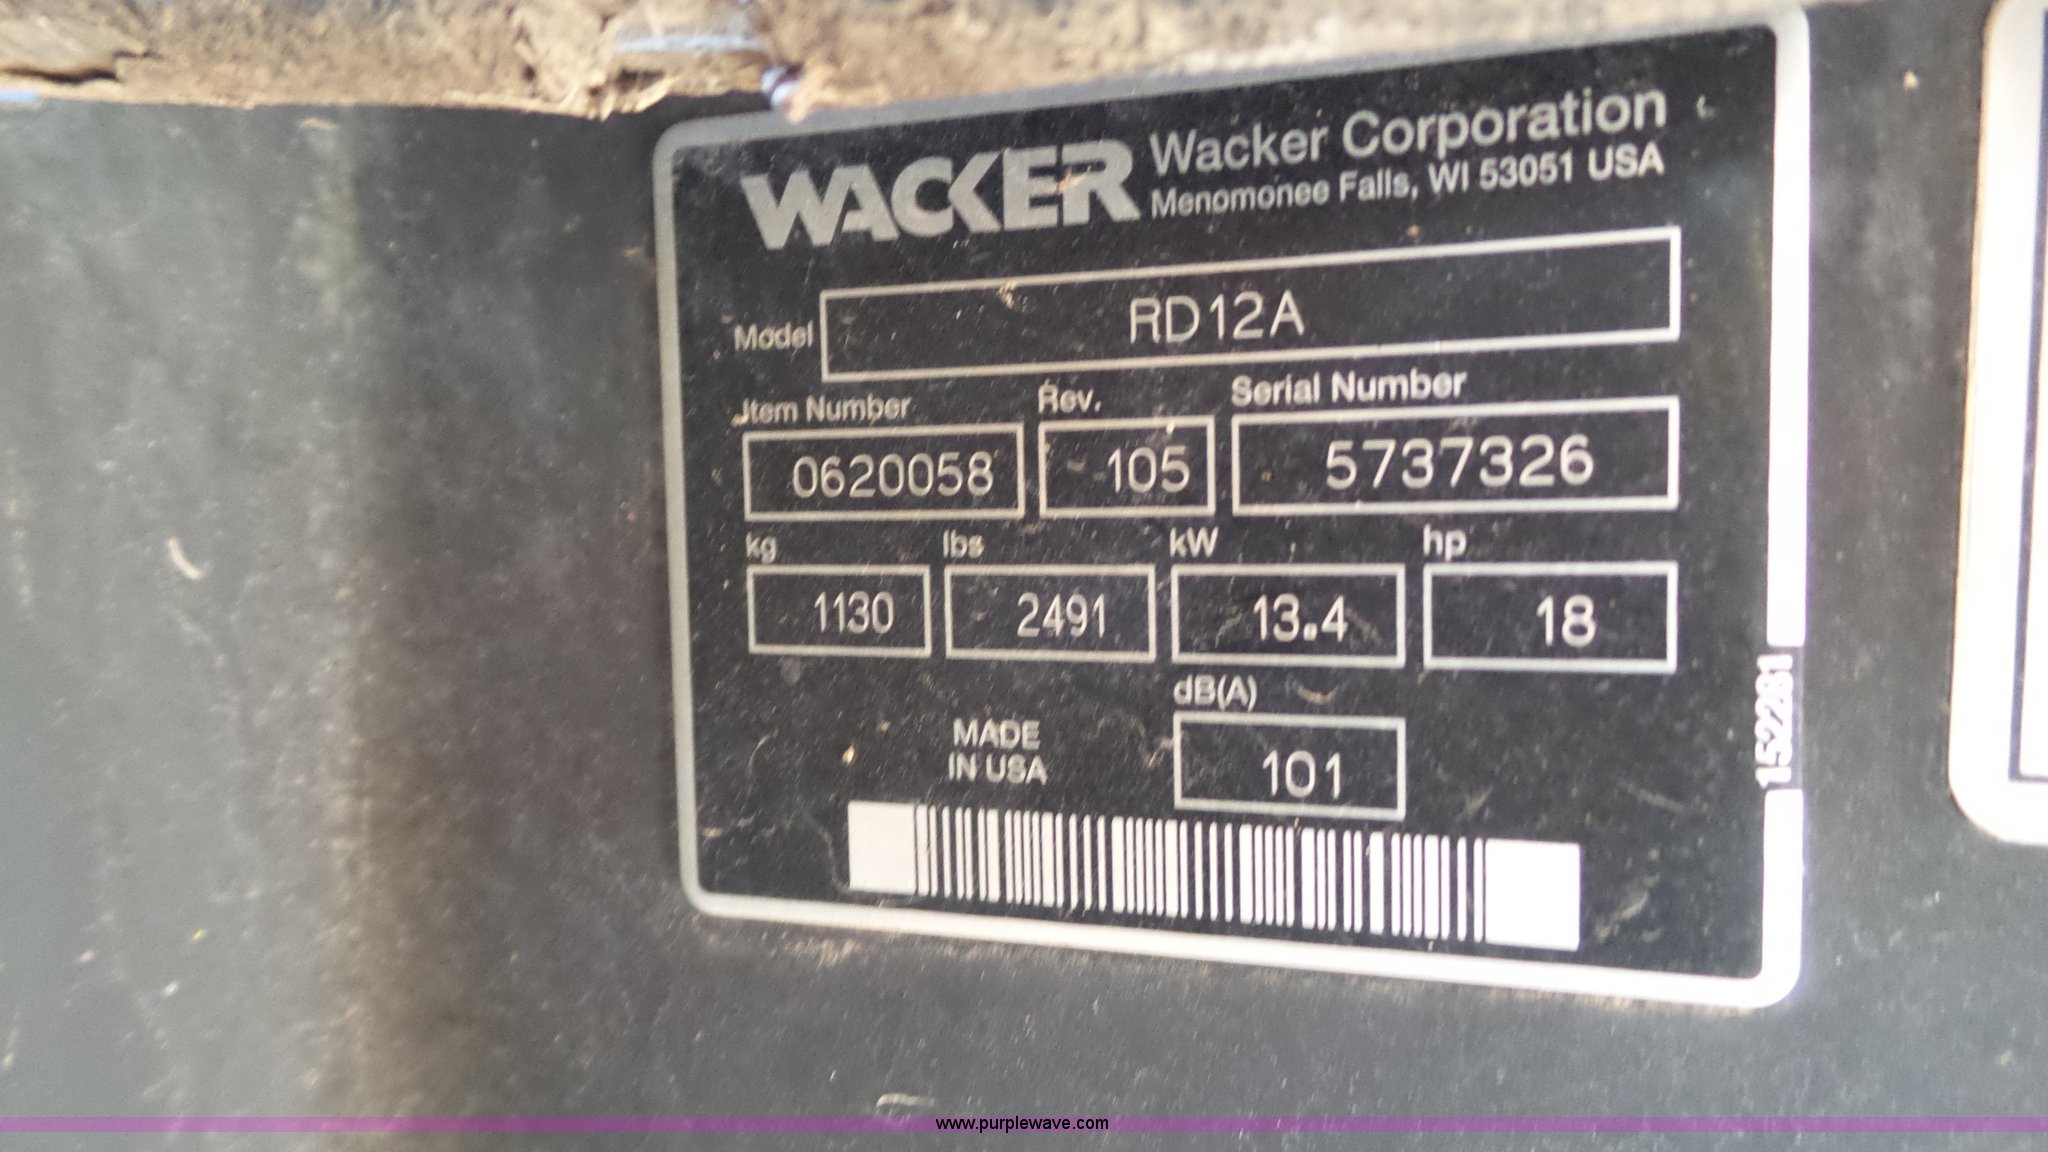 WACKER
Wacker Corporation
Menomonee Falls, WI 53051 USA
Model RD12A
Item Number Rev. Serial Number
0620058 105 5737326
kg lbs kW hp
1130 2491 13.4 18
dB(A)
MADE
IN USA
101
152281
www.purplewave.com